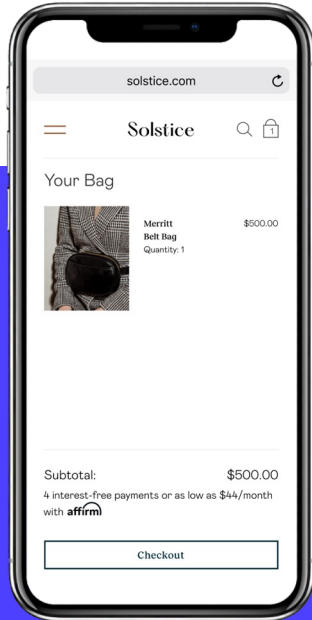 solstice.com
Solstice
1
Your Bag
Merritt $500.00
Belt Bag
Quantity: 1
Subtotal: $500.00
4 interest-free payments or as low as $44/month
with affirm
Checkout